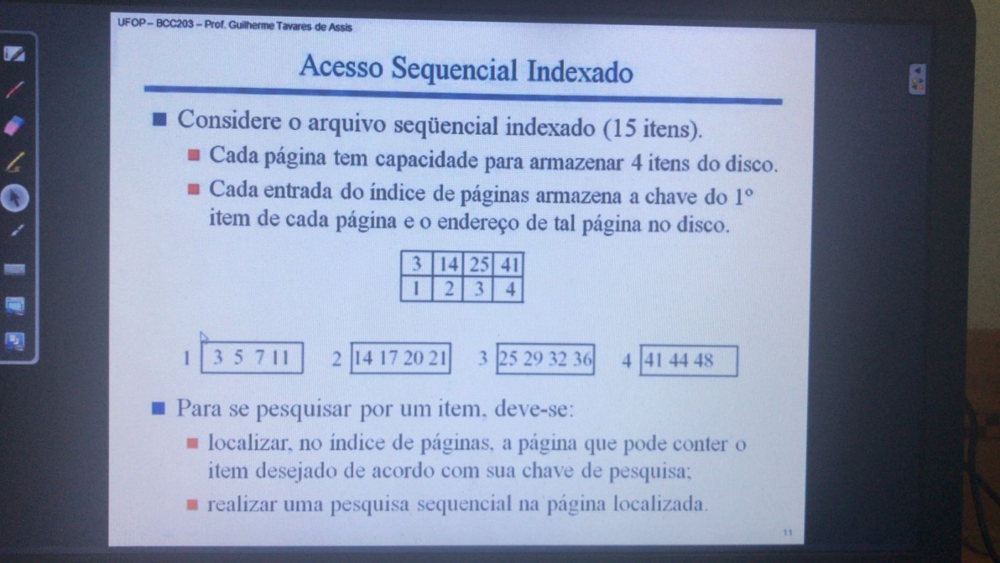 UFOP – BCC203 – Prof. Guilherme Tavares de Assis
Acesso Sequencial Indexado
Considere o arquivo seqüencial indexado (15 itens).
Cada página tem capacidade para armazenar 4 itens do disco.
Cada entrada do índice de páginas armazena a chave do 1º
item de cada página e o endereço de tal página no disco.
3 14 25 41
1 2 3 4
1 3 5 7 11 2 14 17 20 21 3 25 29 32 36 4 41 44 48
Para se pesquisar por um item, deve-se:
localizar, no índice de páginas, a página que pode conter o
item desejado de acordo com sua chave de pesquisa;
realizar uma pesquisa sequencial na página localizada.
11